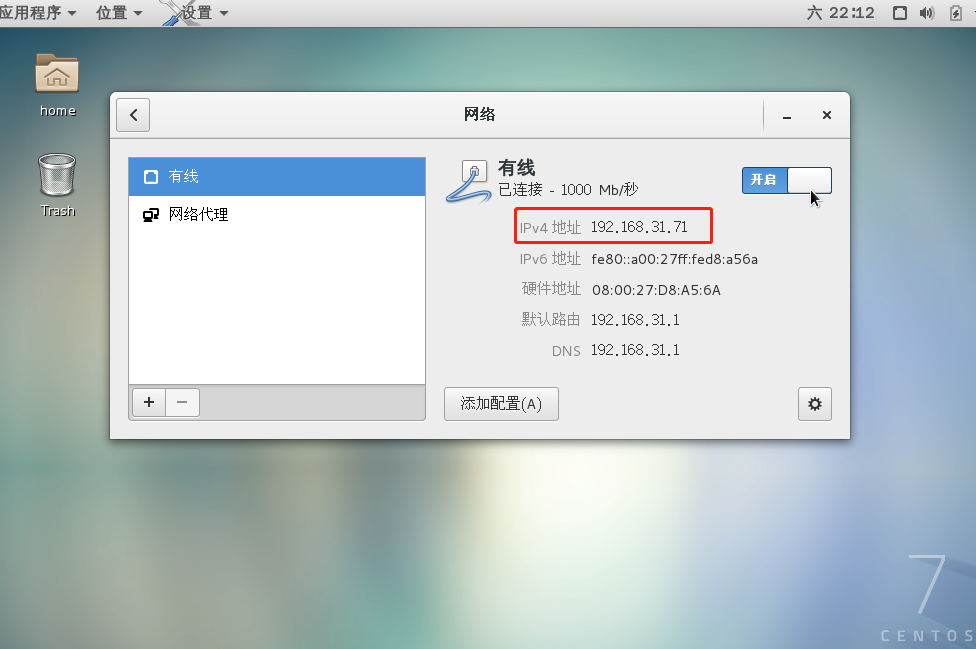 应用程序 位置 设置 六 22:12
home
Trash
网络
有线
网络代理
有线
已连接 - 1000 Mb/秒
开启
IPv4 地址 192.168.31.71
IPv6 地址 fe80::a00:27ff:fed8:a56a
硬件地址 08:00:27:D8:A5:6A
默认路由 192.168.31.1
DNS 192.168.31.1
添加配置(A)
7
CENTOS